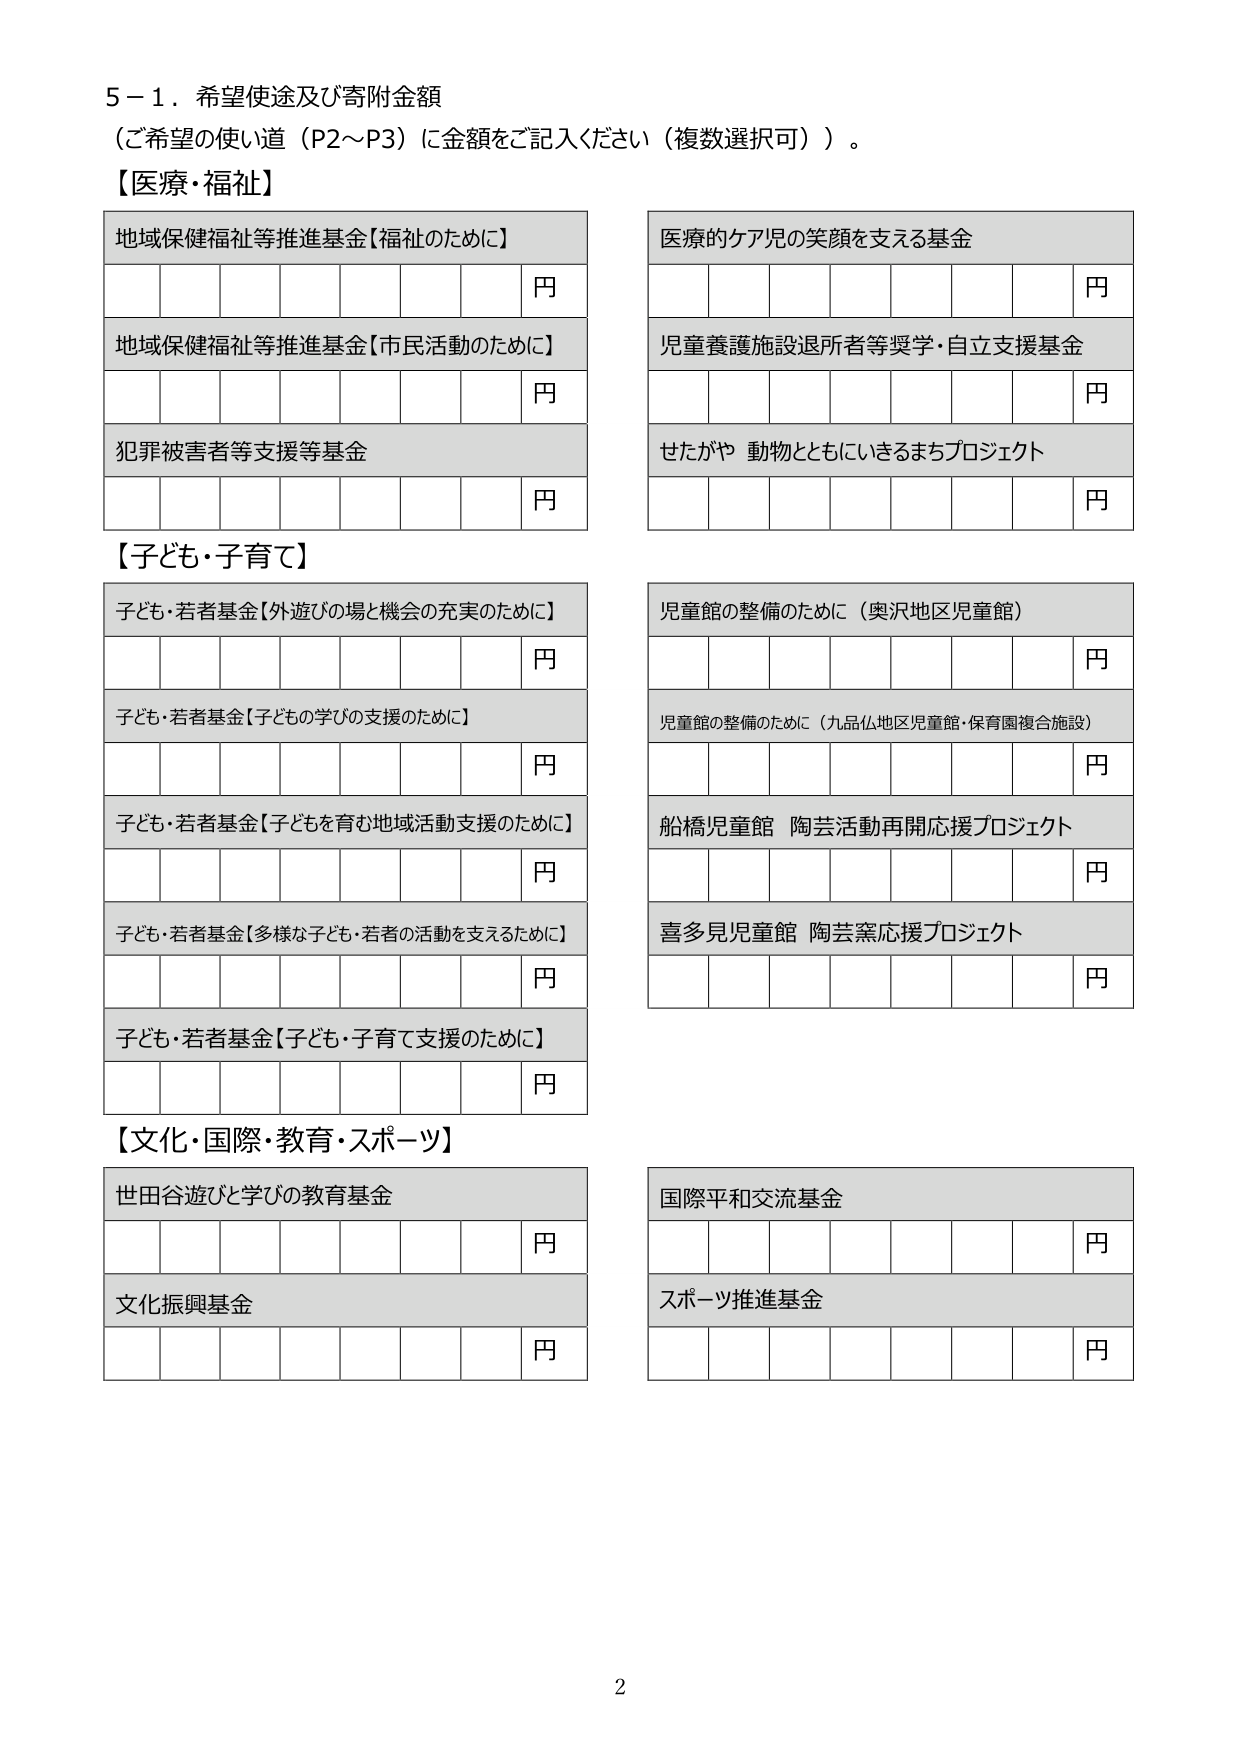 ５－１．希望使途及び寄附金額
（ご希望の使い道（P2～P3）に金額をご記入ください（複数選択可））。
【医療・福祉】
地域保健福祉等推進基金【福祉のために】
円
地域保健福祉等推進基金【市民活動のために】
円
犯罪被害者等支援等基金
円
医療的ケア児の笑顔を支える基金
円
児童養護施設退所者等奨学・自立支援基金
円
せたがや 動物とともにいきるまちプロジェクト
円
【子ども・子育て】
子ども・若者基金【外遊びの場と機会の充実のために】
円
子ども・若者基金【子どもの学びの支援のために】
円
子ども・若者基金【子どもを育む地域活動支援のために】
円
子ども・若者基金【多様な子ども・若者の活動を支えるために】
円
子ども・若者基金【子ども・子育て支援のために】
円
児童館の整備のために（奥沢地区児童館）
円
児童館の整備のために（九品仏地区児童館・保育園複合施設）
円
船橋児童館 陶芸活動再開応援プロジェクト
円
喜多見児童館 陶芸窯応援プロジェクト
円
【文化・国際・教育・スポーツ】
世田谷遊びと学びの教育基金
円
文化振興基金
円
国際平和交流基金
円
スポーツ推進基金
円
2